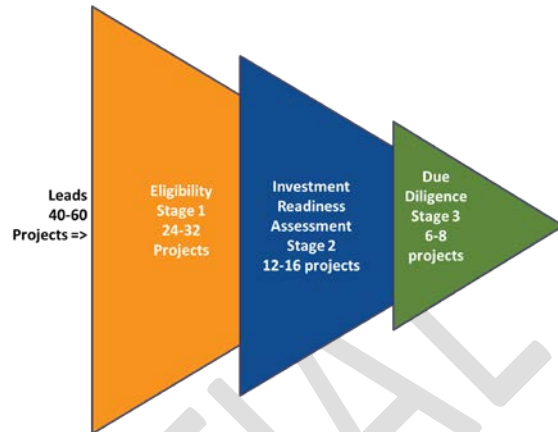 Leads
40-60
Projects =>
Eligibility
Stage 1
24-32
Projects
Investment
Readiness
Assessment
Stage 2
12-16 projects
Due
Diligence
Stage 3
6-8
projects
TIAL